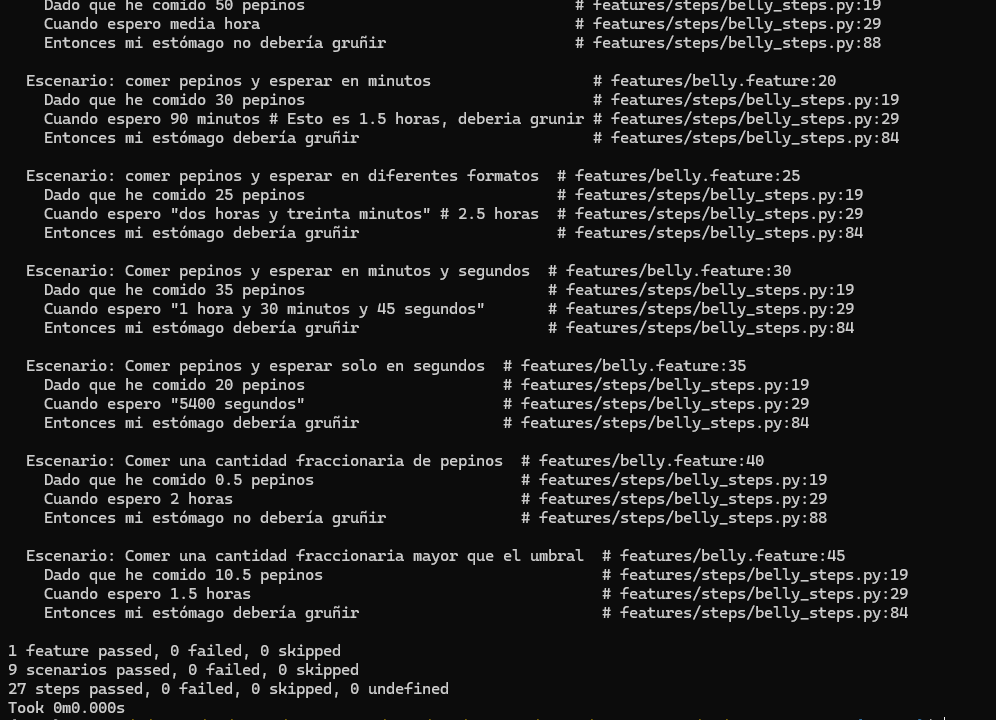 Dado que he comido 50 pepinos # features/steps/belly_steps.py:19
Cuando espero media hora # features/steps/belly_steps.py:29
Entonces mi estómago no debería gruñir # features/steps/belly_steps.py:88
Escenario: comer pepinos y esperar en minutos # features/belly.feature:20
Dado que he comido 30 pepinos # features/steps/belly_steps.py:19
Cuando espero 90 minutos # Esto es 1.5 horas, deberia grunir # features/steps/belly_steps.py:29
Entonces mi estómago debería gruñir # features/steps/belly_steps.py:84
Escenario: comer pepinos y esperar en diferentes formatos # features/belly.feature:25
Dado que he comido 25 pepinos # features/steps/belly_steps.py:19
Cuando espero "dos horas y treinta minutos" # 2.5 horas # features/steps/belly_steps.py:29
Entonces mi estómago debería gruñir # features/steps/belly_steps.py:84
Escenario: Comer pepinos y esperar en minutos y segundos # features/belly.feature:30
Dado que he comido 35 pepinos # features/steps/belly_steps.py:19
Cuando espero "1 hora y 30 minutos y 45 segundos" # features/steps/belly_steps.py:29
Entonces mi estómago debería gruñir # features/steps/belly_steps.py:84
Escenario: Comer pepinos y esperar solo en segundos # features/belly.feature:35
Dado que he comido 20 pepinos # features/steps/belly_steps.py:19
Cuando espero "5400 segundos" # features/steps/belly_steps.py:29
Entonces mi estómago debería gruñir # features/steps/belly_steps.py:84
Escenario: Comer una cantidad fraccionaria de pepinos # features/belly.feature:40
Dado que he comido 0.5 pepinos # features/steps/belly_steps.py:19
Cuando espero 2 horas # features/steps/belly_steps.py:29
Entonces mi estómago no debería gruñir # features/steps/belly_steps.py:88
Escenario: Comer una cantidad fraccionaria mayor que el umbral # features/belly.feature:45
Dado que he comido 10.5 pepinos # features/steps/belly_steps.py:19
Cuando espero 1.5 horas # features/steps/belly_steps.py:29
Entonces mi estómago debería gruñir # features/steps/belly_steps.py:84
1 feature passed, 0 failed, 0 skipped
9 scenarios passed, 0 failed, 0 skipped
27 steps passed, 0 failed, 0 skipped, 0 undefined
Took 0m0.000s